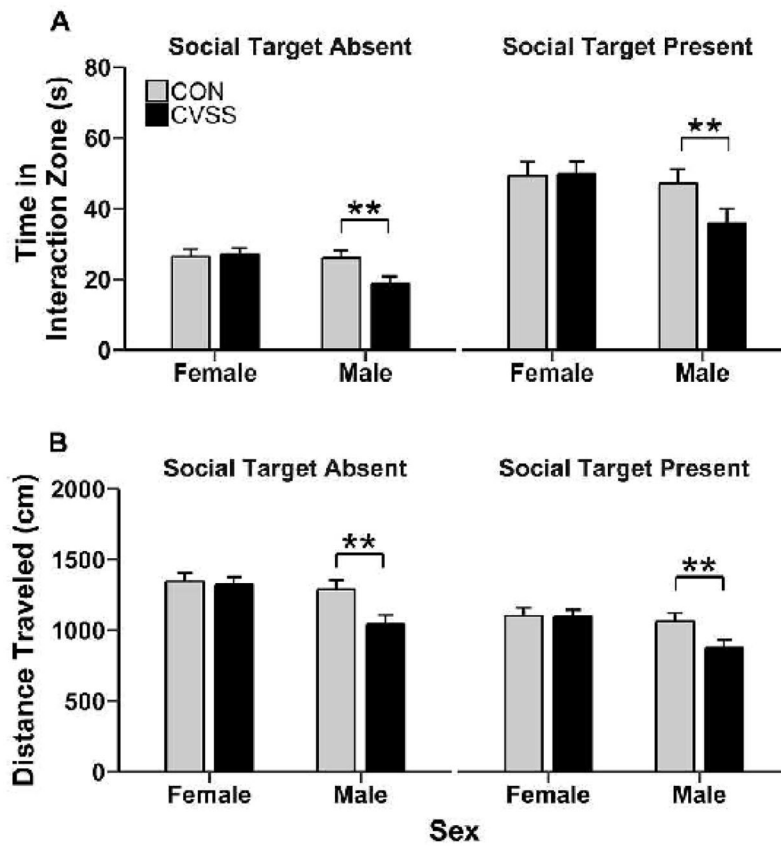 A
Social Target Absent
Social Target Present
Time in
Interaction Zone (s)
80
60
40
20
0
CON
CVSS
**
**
Female
Male
Female
Male
B
Social Target Absent
Social Target Present
Distance Traveled (cm)
2000
1500
1000
500
0
**
**
Female
Male
Female
Male
Sex